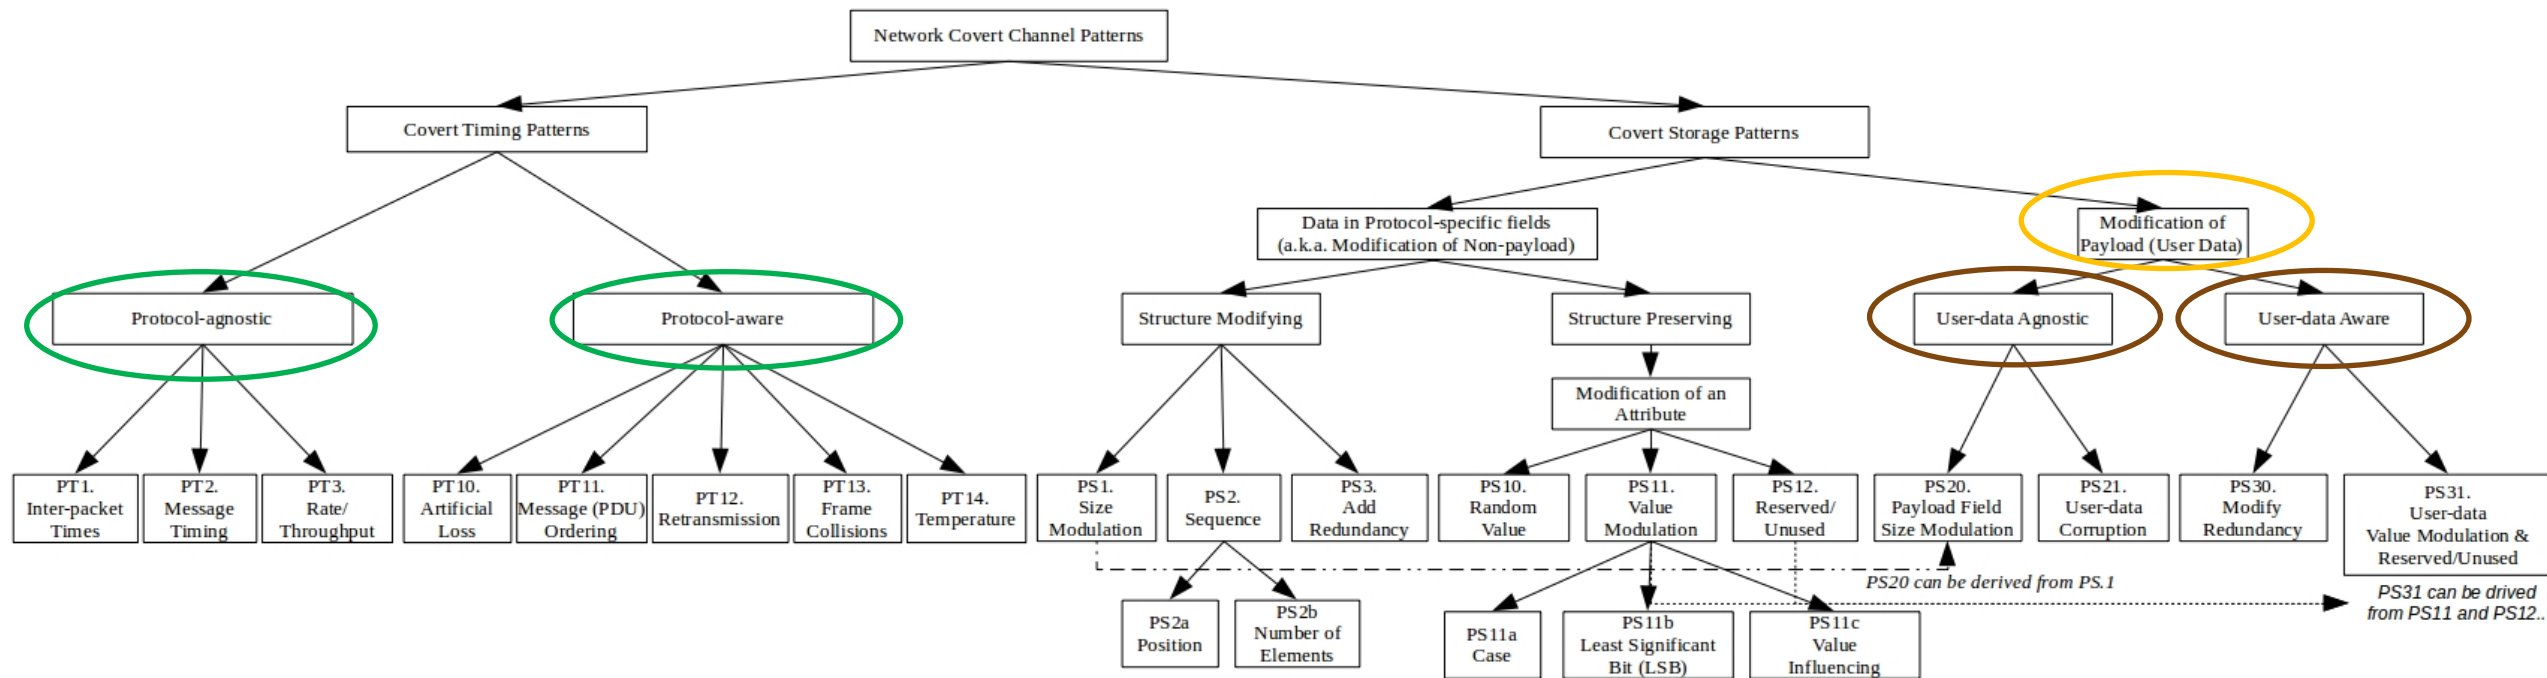 Network Covert Channel Patterns
Covert Timing Patterns
Covert Storage Patterns
Data in Protocol-specific fields
(a.k.a. Modification of Non-payload)
Modification of
Payload (User Data)
Protocol-agnostic
Protocol-aware
Structure Modifying
Structure Preserving
User-data Agnostic
User-data Aware
Modification of an
Attribute
PT1.
Inter-packet
Times
PT2.
Message
Timing
PT3.
Rate/
Throughput
PT10.
Artificial
Loss
PT11.
Message (PDU)
Ordering
PT12.
Retransmission
PT13.
Frame
Collisions
PT14.
Temperature
PS1.
Size
Modulation
PS2.
Sequence
PS3.
Add
Redundancy
PS10.
Random
Value
PS11.
Value
Modulation
PS12.
Reserved/
Unused
PS20.
Payload Field
Size Modulation
PS21.
User-data
Corruption
PS30.
Modify
Redundancy
PS31.
User-data
Value Modulation &
Reserved/Unused
PS20 can be derived from PS.1
PS31 can be drived
from PS11 and PS12..
PS2a
Position
PS2b
Number of
Elements
PS11a
Case
PS11b
Least Significant
Bit (LSB)
PS11c
Value
Influencing